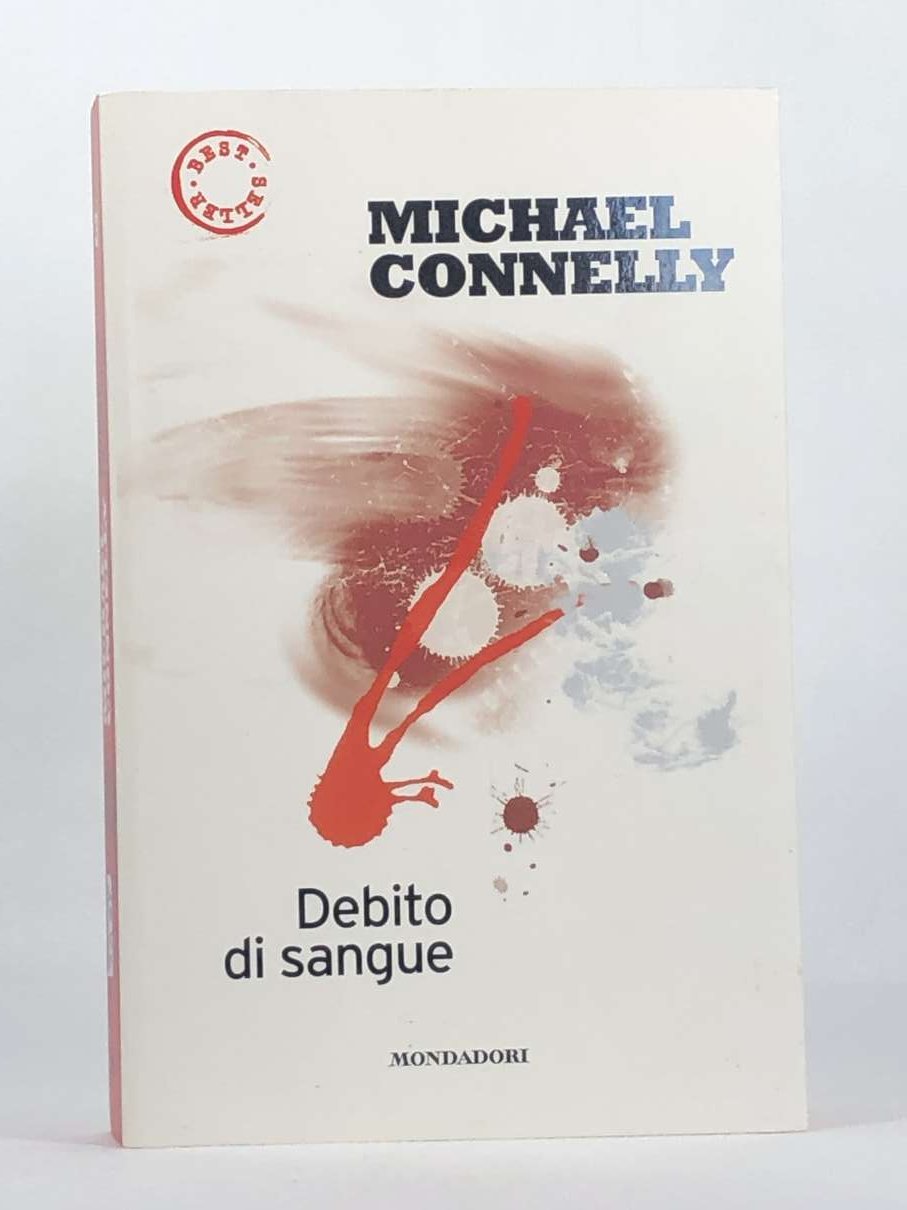 BEST · SELLER ·
MICHAEL
CONNELLY
Debito
di sangue
MONDADORI